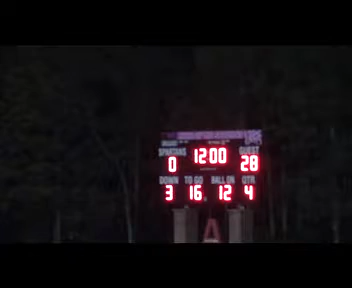 SPARTANS 12:00 GUEST
0 28
DOWN TO GO BALL ON QTR
3 16 12 4
A